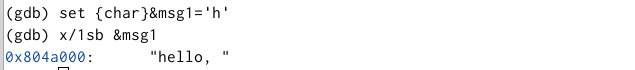 (gdb) set {char}&msg1='h'
(gdb) x/1sb &msg1
0x804a000:      "hello, "